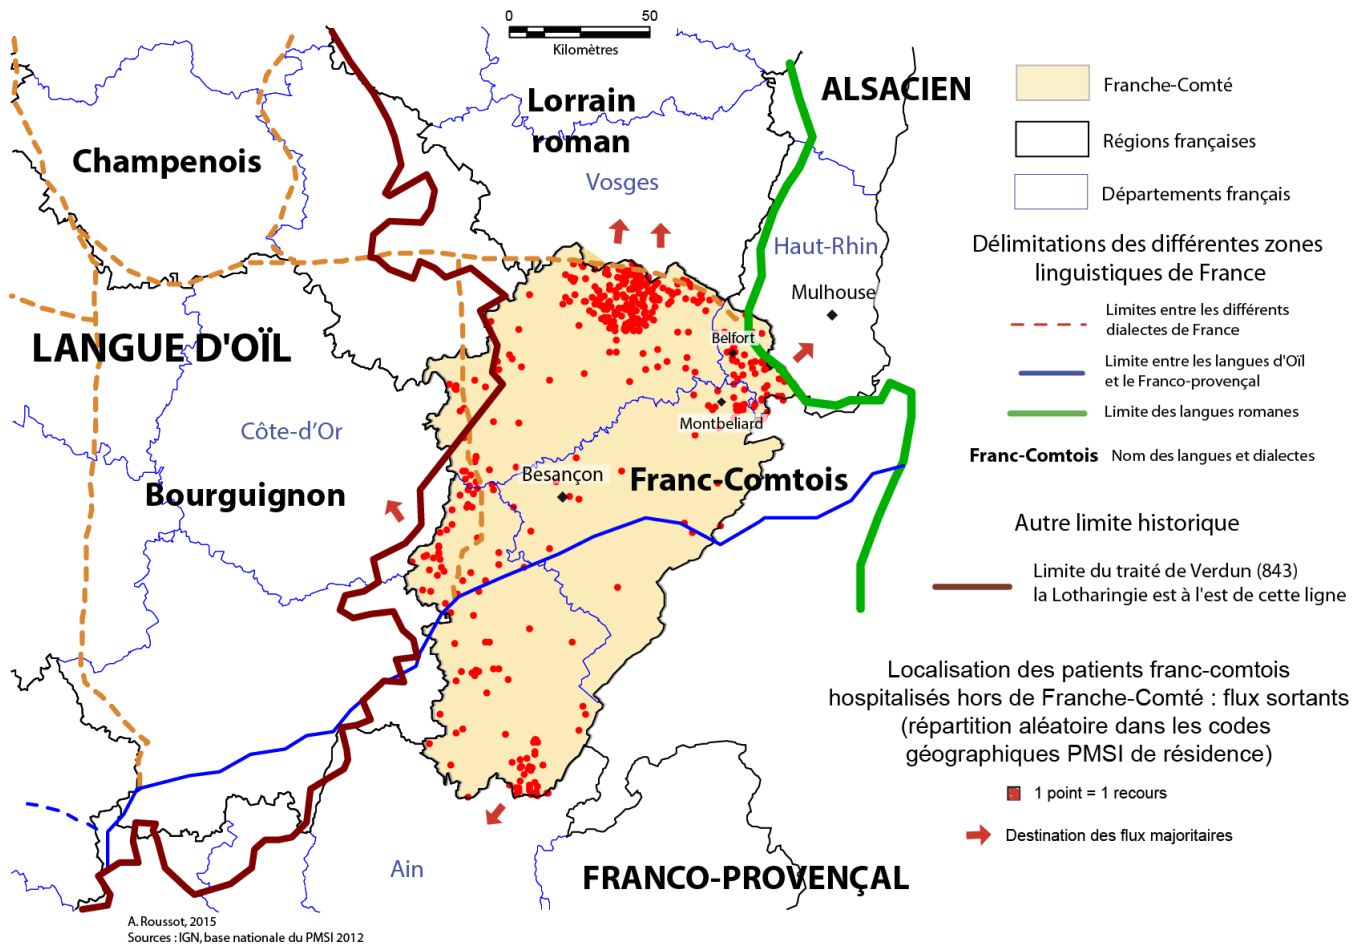 0 50
Kilomètres
Lorrain
roman
ALSACIEN
Champenois
Vosges
Haut-Rhin
Mulhouse
Belfort
LANGUE D'OÏL
Montbeliard
Côte-d'Or
Besançon
Franc-Comtois
Bourguignon
Ain
FRANCO-PROVENÇAL
A. Roussot, 2015
Sources : IGN, base nationale du PMSI 2012
Franche-Comté
Régions françaises
Départements français
Délimitations des différentes zones
linguistiques de France
Limites entre les différents
dialectes de France
Limite entre les langues d'Oïl
et le Franco-provençal
Limite des langues romanes
Franc-Comtois Nom des langues et dialectes
Autre limite historique
Limite du traité de Verdun (843)
la Lotharingie est à l'est de cette ligne
Localisation des patients franc-comtois
hospitalisés hors de Franche-Comté : flux sortants
(répartition aléatoire dans les codes
géographiques PMSI de résidence)
1 point = 1 recours
Destination des flux majoritaires